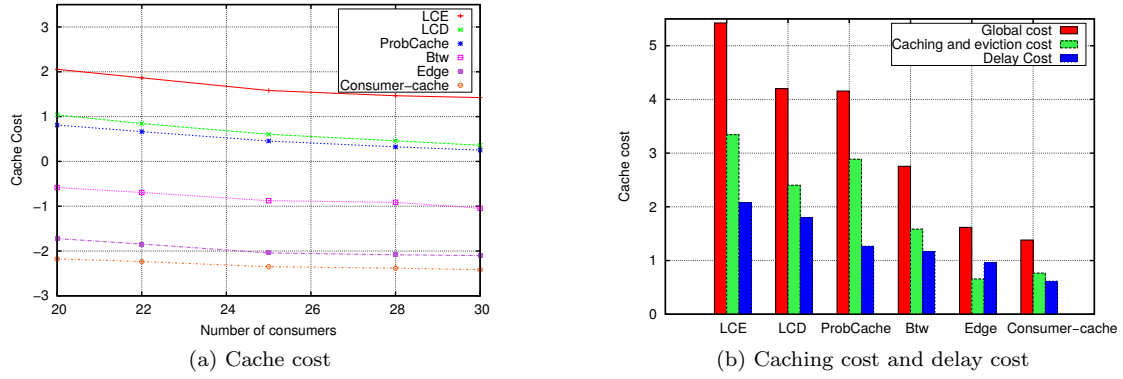 3
2
1
0
−1
−2
−3
20
22
24
26
28
30
Cache Cost
Number of consumers
LCE
LCD
ProbCache
Btw
Edge
Consumer-cache
(a) Cache cost
5
4
3
2
1
0
Cache cost
Global cost
Caching and eviction cost
Delay Cost
LCE
LCD
ProbCache
Btw
Edge
Consumer-cache
(b) Caching cost and delay cost